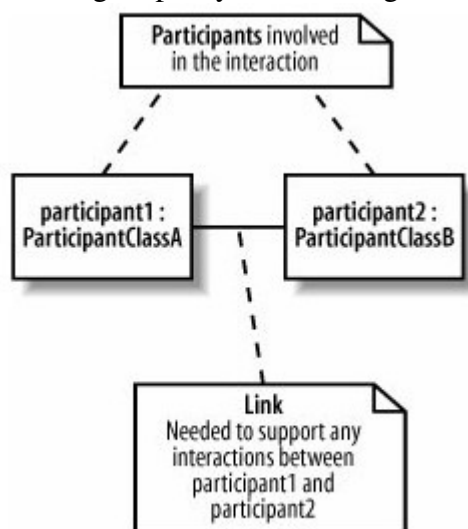 Participants involved
in the interaction
participant1 :
ParticipantClassA
participant2 :
ParticipantClassB
Link
Needed to support any
interactions between
participant1 and
participant2